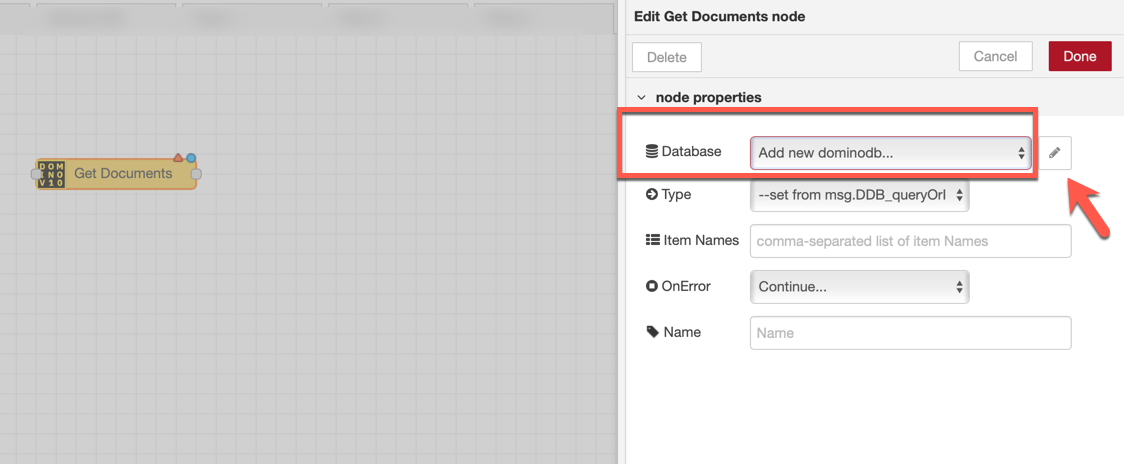 Edit Get Documents node
Delete
Cancel
Done
node properties
Database
Add new dominodb...
Type
--set from msg.DDB_queryOrI
Item Names
comma-separated list of item Names
OnError
Continue...
Name
Name
DOM
INO
V10
Get Documents